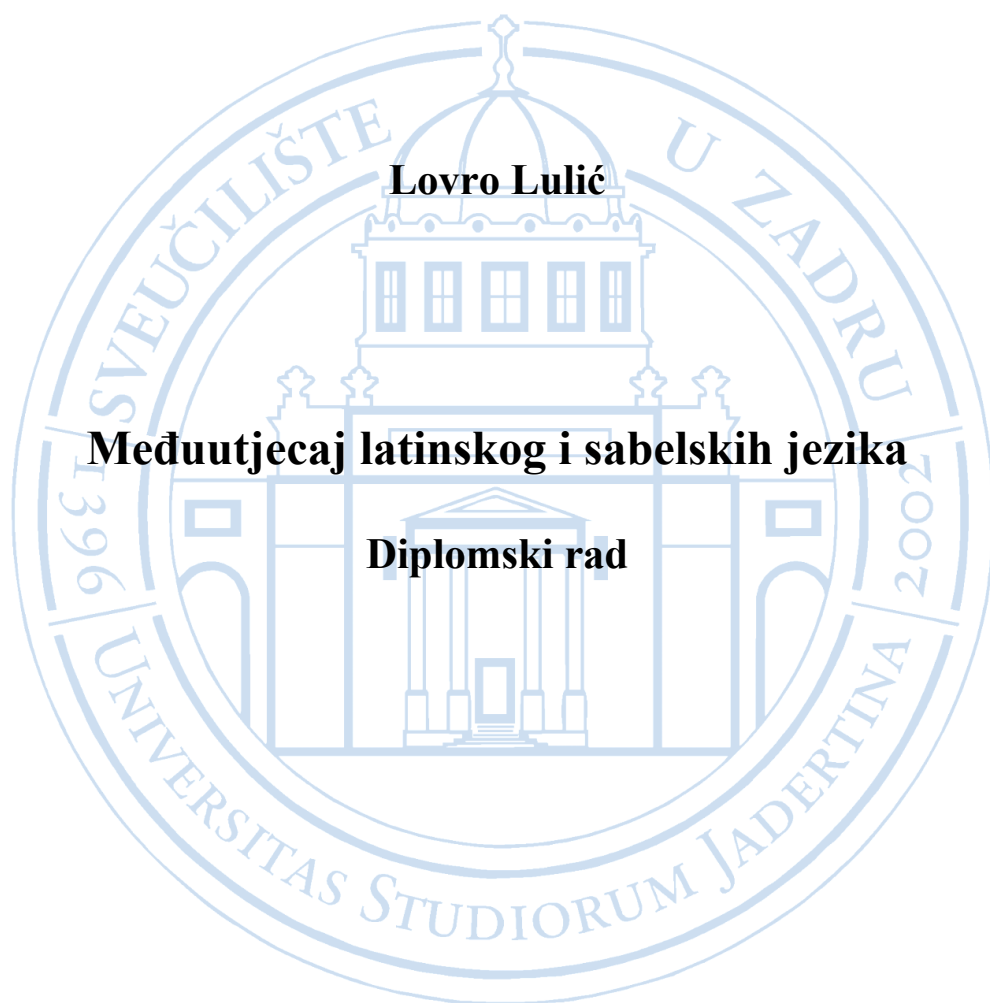 SVEUČILIŠTE U ZADRU
Lovro Lulić
Međuutjecaj latinskog i sabelskih jezika
Diplomski rad
1396
2002
UNIVERSITAS STUDIORUM JADERTINA